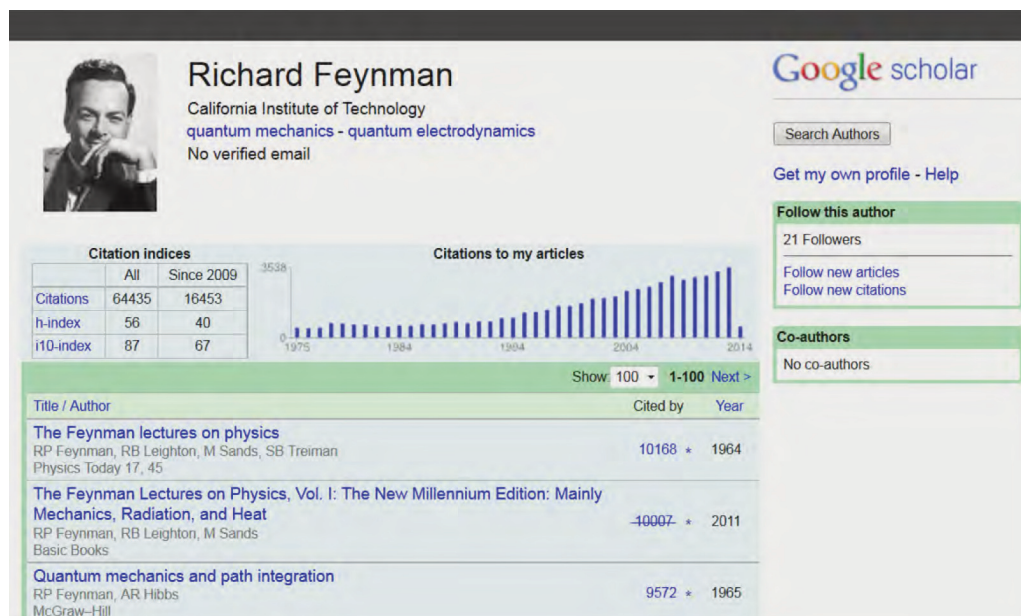 Richard Feynman
California Institute of Technology
quantum mechanics - quantum electrodynamics
No verified email
Google scholar
Search Authors
Get my own profile - Help
Follow this author
21 Followers
Follow new articles
Follow new citations
Co-authors
No co-authors
Citation indices
All Since 2009
Citations 64435 16453
h-index 56 40
i10-index 87 67
Citations to my articles
3538
0
1975 1984 1994 2004 2014
Show: 100 1-100 Next >
Title / Author Cited by Year
The Feynman lectures on physics
RP Feynman, RB Leighton, M Sands, SB Treiman
Physics Today 17, 45
10168 * 1964
The Feynman Lectures on Physics, Vol. I: The New Millennium Edition: Mainly
Mechanics, Radiation, and Heat
RP Feynman, RB Leighton, M Sands
Basic Books
10007 * 2011
Quantum mechanics and path integration
RP Feynman, AR Hibbs
McGraw–Hill
9572 * 1965